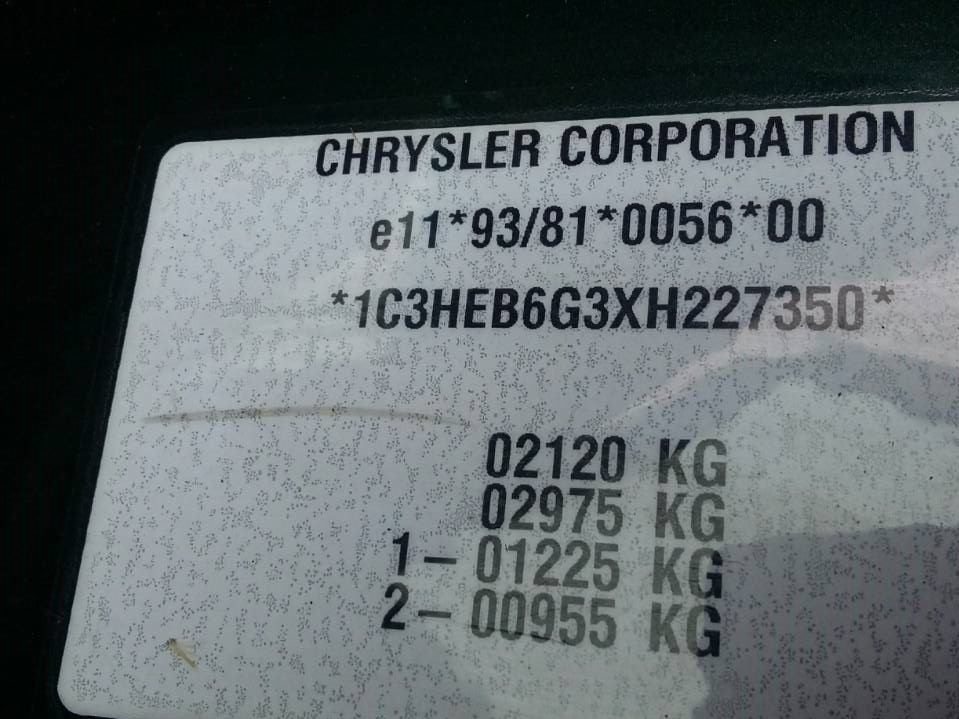 CHRYSLER CORPORATION
e11*93/81*0056*00
*1C3HEB6G3XH227350*
02120 KG
02975 KG
1– 01225 KG
2– 00955 KG